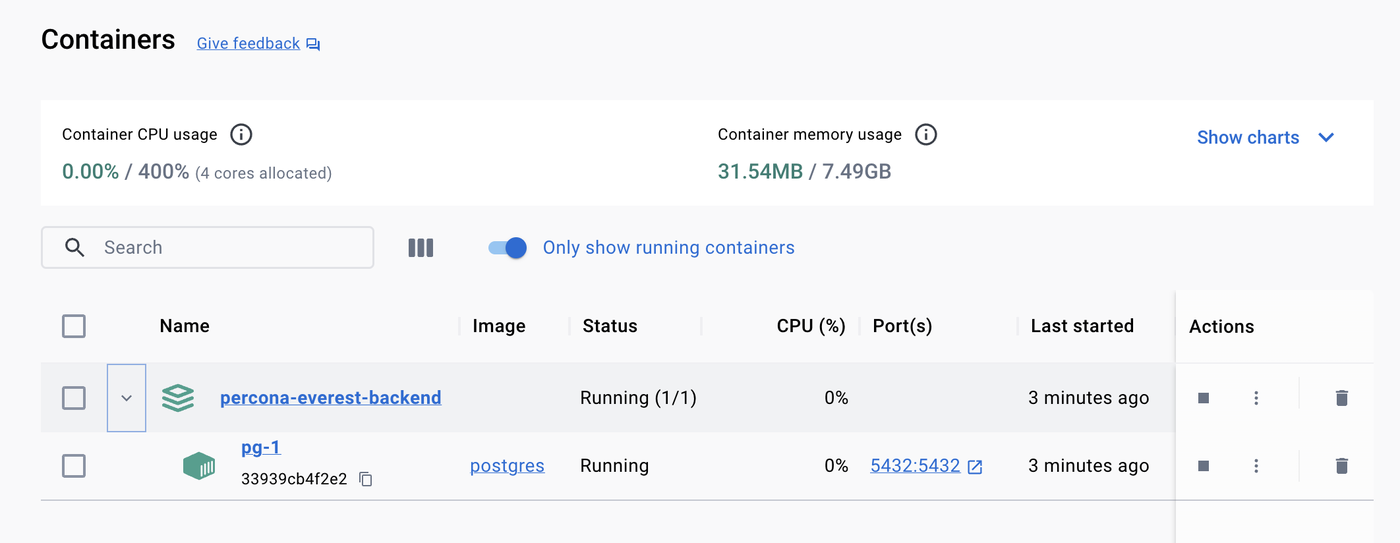 Containers Give feedback
Container CPU usage Container memory usage Show charts
0.00% / 400% (4 cores allocated) 31.54MB / 7.49GB
Search Only show running containers
Name Image Status CPU (%) Port(s) Last started Actions
percona-everest-backend Running (1/1) 0% 3 minutes ago
pg-1
33939cb4f2e2 postgres Running 0% 5432:5432 3 minutes ago